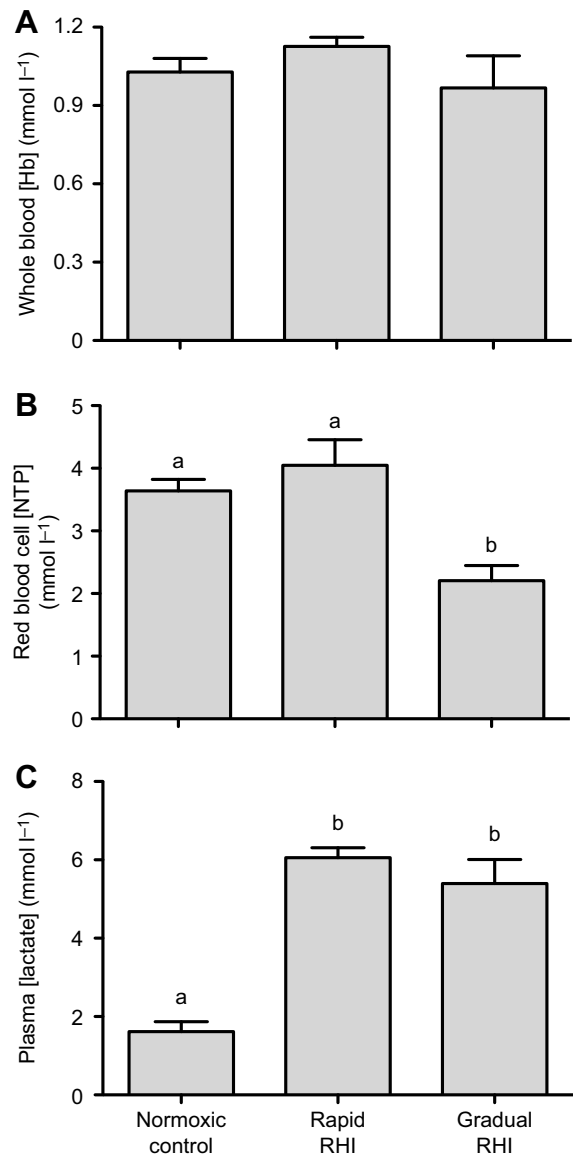 A
Whole blood [Hb] (mmol l⁻¹)
1.2
0.9
0.6
0.3
0
B
Red blood cell [NTP]
(mmol l⁻¹)
5
4
3
2
1
0
a
a
b
C
Plasma [lactate] (mmol l⁻¹)
8
6
4
2
0
a
b
b
Normoxic
control
Rapid
RHI
Gradual
RHI